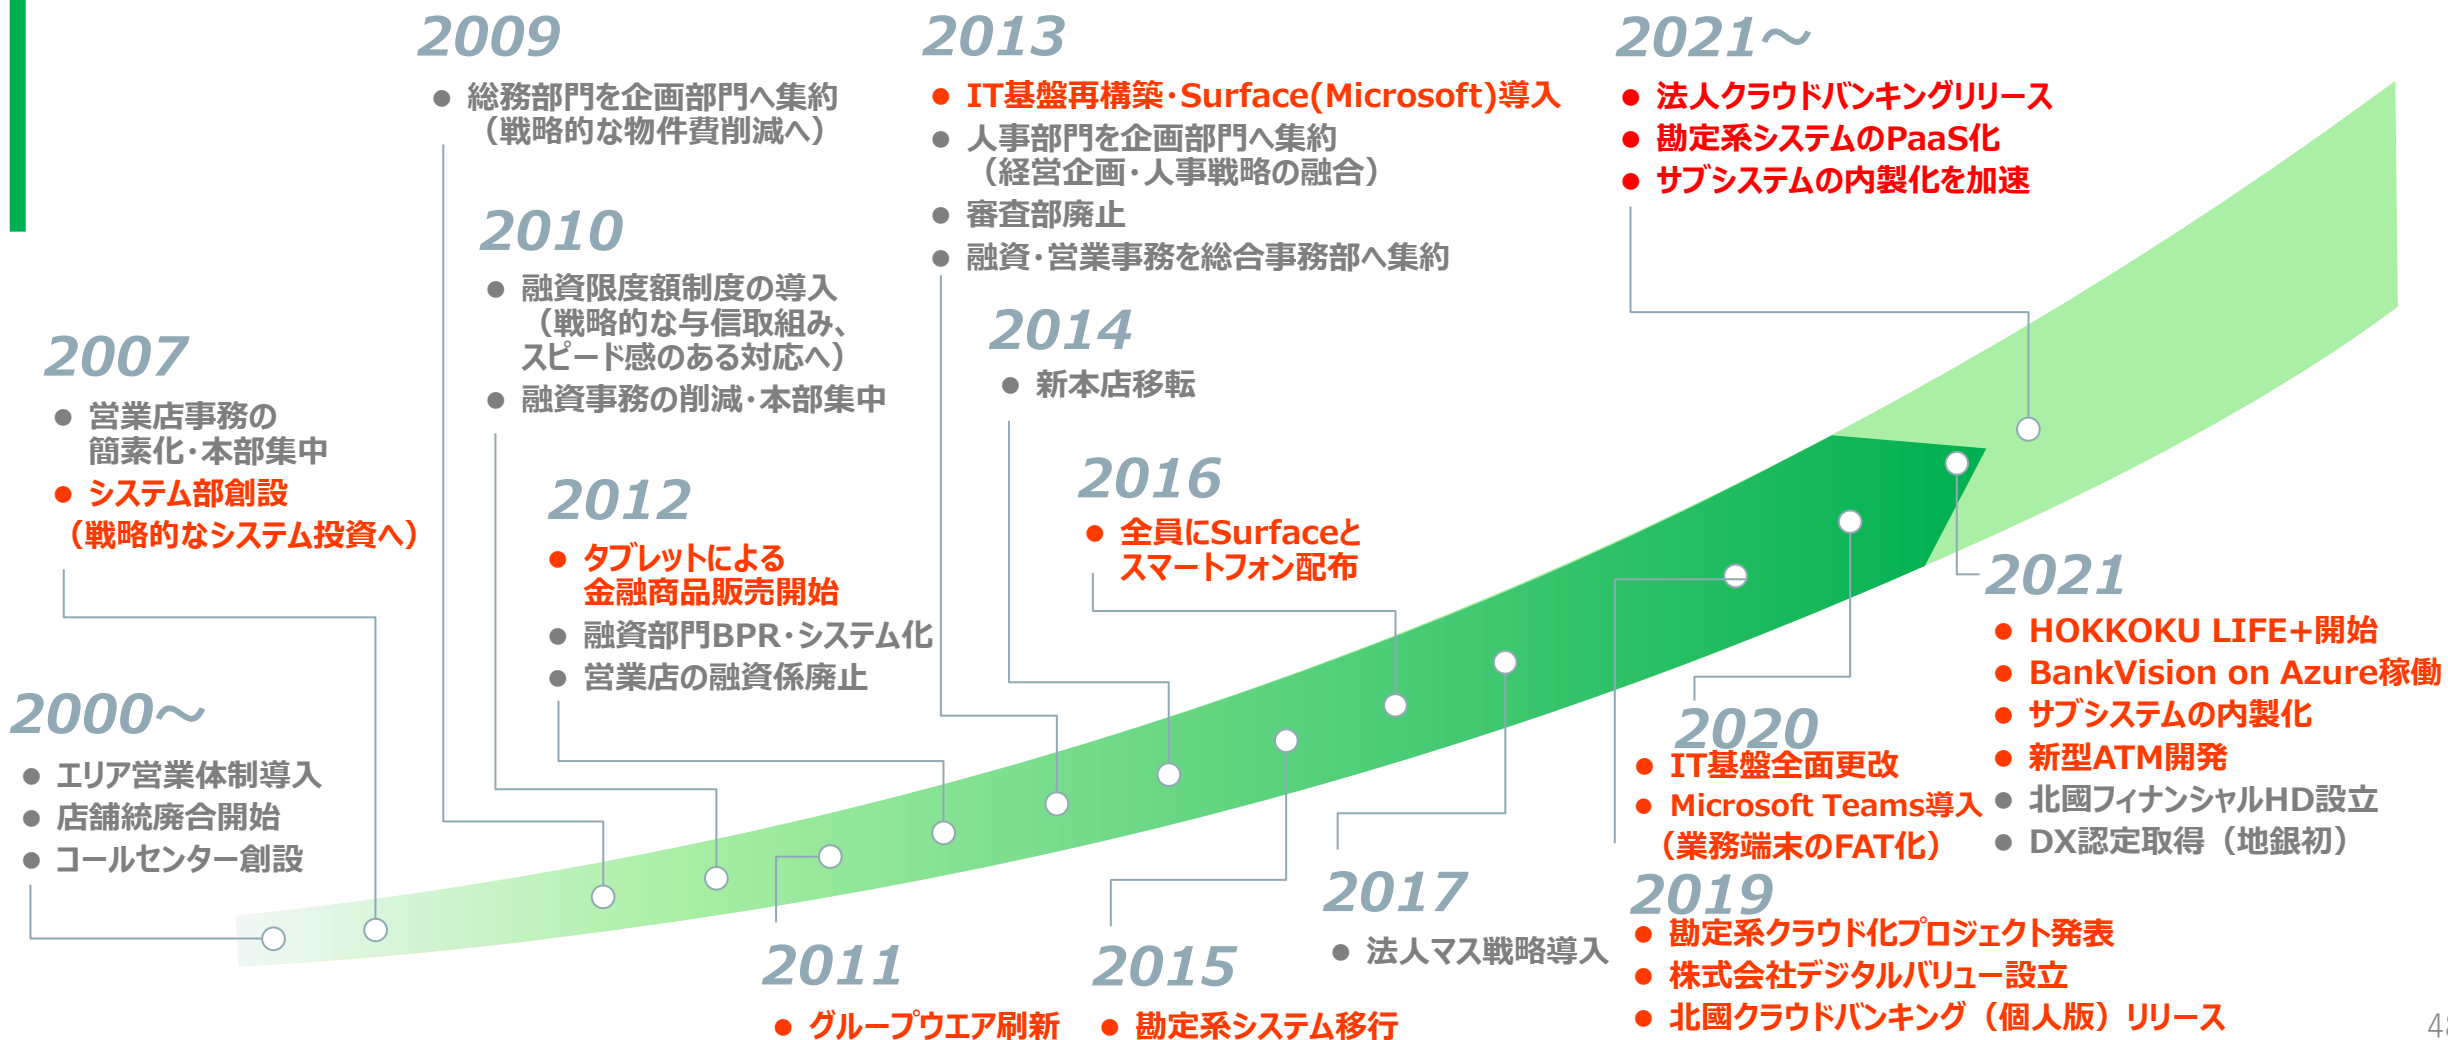 2000～
● エリア営業体制導入
● 店舗統廃合開始
● コールセンター創設
2007
● 営業店事務の
簡素化・本部集中
● システム部創設
（戦略的なシステム投資へ）
2009
● 総務部門を企画部門へ集約
（戦略的な物件費削減へ）
2010
● 融資限度額制度の導入
（戦略的な与信取組み、
スピード感のある対応へ）
● 融資事務の削減・本部集中
2011
● グループウエア刷新
2012
● タブレットによる
金融商品販売開始
● 融資部門BPR・システム化
● 営業店の融資係廃止
2013
● IT基盤再構築・Surface(Microsoft)導入
● 人事部門を企画部門へ集約
（経営企画・人事戦略の融合）
● 審査部廃止
● 融資・営業事務を総合事務部へ集約
2014
● 新本店移転
2015
● 勘定系システム移行
2016
● 全員にSurfaceと
スマートフォン配布
2017
● 法人マス戦略導入
2019
● 勘定系クラウド化プロジェクト発表
● 株式会社デジタルバリュー設立
● 北國クラウドバンキング（個人版）リリース
2020
● IT基盤全面更改
● Microsoft Teams導入
（業務端末のFAT化）
2021
● HOKKOKU LIFE+開始
● BankVision on Azure稼働
● サブシステムの内製化
● 新型ATM開発
● 北國フィナンシャルHD設立
● DX認定取得（地銀初）
2021～
● 法人クラウドバンキングリリース
● 勘定系システムのPaaS化
● サブシステムの内製化を加速